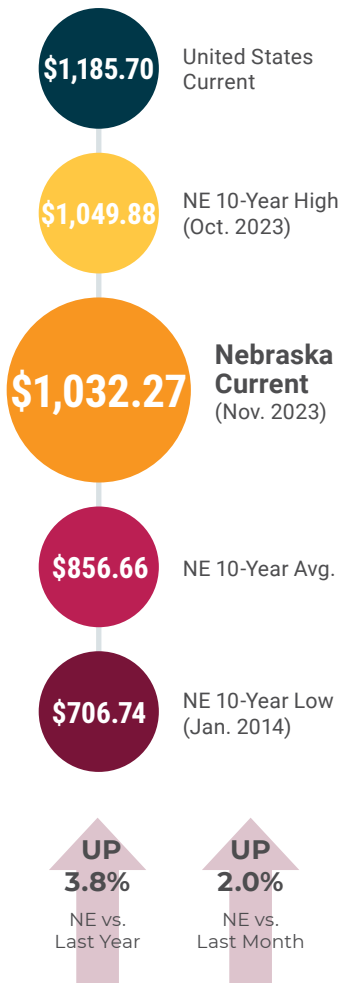 $1,185.70
United States
Current
$1,049.88
NE 10-Year High
(Oct. 2023)
$1,032.27
Nebraska
Current
(Nov. 2023)
$856.66
NE 10-Year Avg.
$706.74
NE 10-Year Low
(Jan. 2014)
UP
3.8%
NE vs.
Last Year
UP
2.0%
NE vs.
Last Month